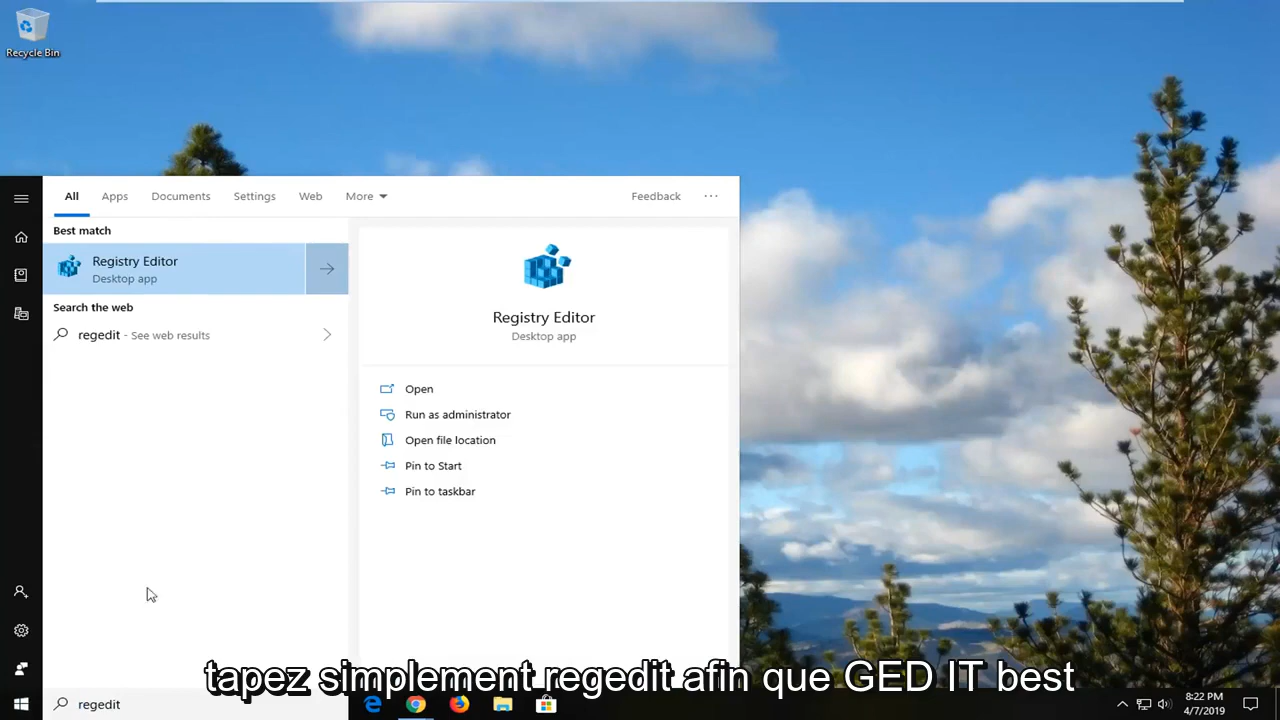 Recycle Bin
All Apps Documents Settings Web More Feedback ...
Best match
Registry Editor
Desktop app
Search the web
regedit - See web results
Registry Editor
Desktop app
Open
Run as administrator
Open file location
Pin to Start
Pin to taskbar
tapez simplement regedit afin que GED IT best
regedit
8:22 PM
4/7/2019